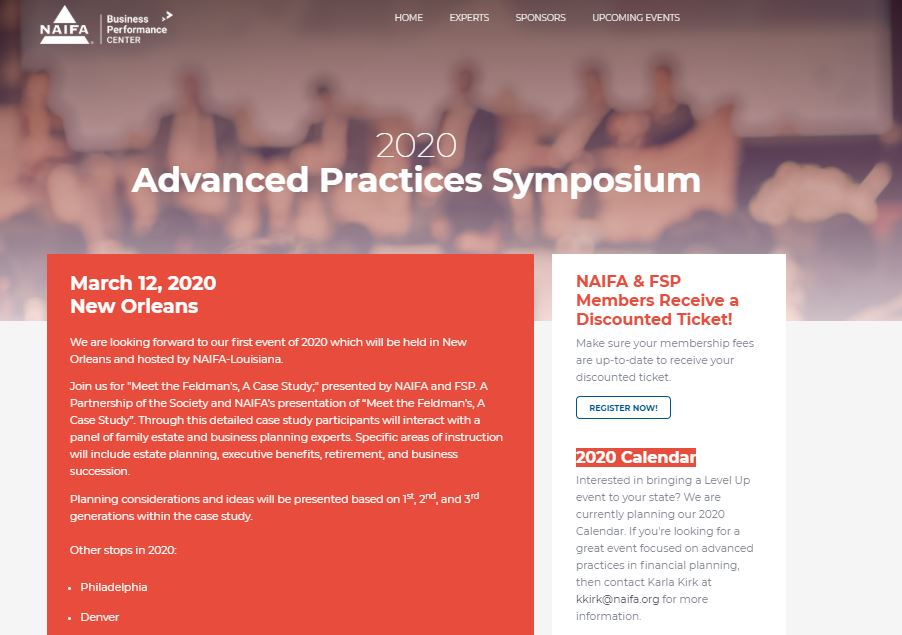 NAIFA
Business
Performance
CENTER
HOME EXPERTS SPONSORS UPCOMING EVENTS
2020
Advanced Practices Symposium
March 12, 2020
New Orleans
We are looking forward to our first event of 2020 which will be held in New
Orleans and hosted by NAIFA-Louisiana.
Join us for "Meet the Feldman's, A Case Study;" presented by NAIFA and FSP. A
Partnership of the Society and NAIFA's presentation of "Meet the Feldman's, A
Case Study". Through this detailed case study participants will interact with a
panel of family estate and business planning experts. Specific areas of instruction
will include estate planning, executive benefits, retirement, and business
succession.
Planning considerations and ideas will be presented based on 1st, 2nd, and 3rd
generations within the case study.
Other stops in 2020:
• Philadelphia
• Denver
NAIFA & FSP
Members Receive a
Discounted Ticket!
Make sure your membership fees
are up-to-date to receive your
discounted ticket.
REGISTER NOW!
2020 Calendar
Interested in bringing a Level Up
event to your state? We are
currently planning our 2020
Calendar. If you're looking for a
great event focused on advanced
practices in financial planning,
then contact Karla Kirk at
kkirk@naifa.org for more
information.